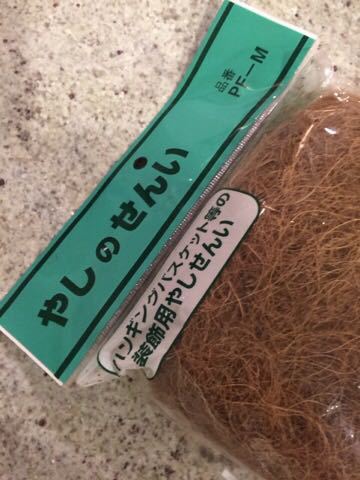 やしのせんい
品番
PF—M
ハンギングバスケット等の
装飾用やしせんい